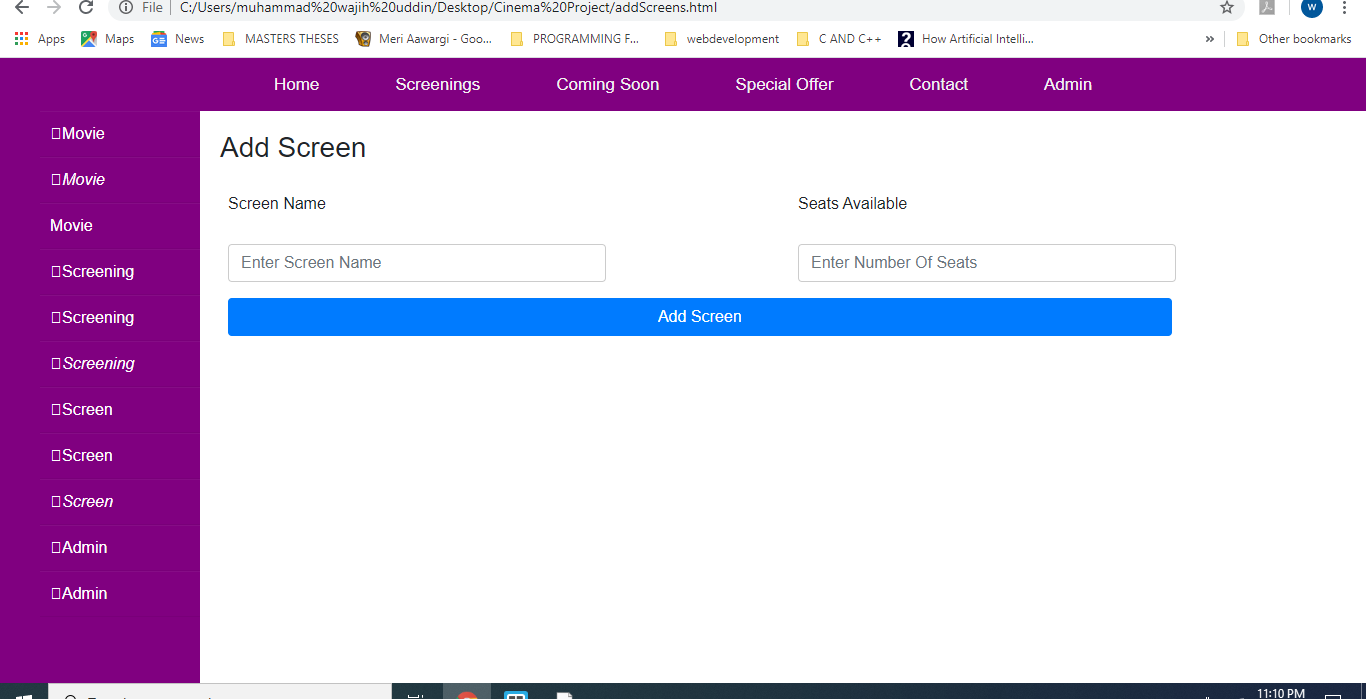 File C:/Users/muhammad%20wajih%20uddin/Desktop/Cinema%20Project/addScreens.html W
Apps Maps News MASTERS THESES Meri Aawargi - Goo... PROGRAMMING F... webdevelopment C AND C++ How Artificial Intelli... » Other bookmarks
Home Screenings Coming Soon Special Offer Contact Admin
Movie
Add Screen
Movie
Screen Name Seats Available
Movie
Enter Screen Name Enter Number Of Seats
Screening
Screening
Add Screen
Screening
Screen
Screen
Screen
Admin
Admin
11:10 PM